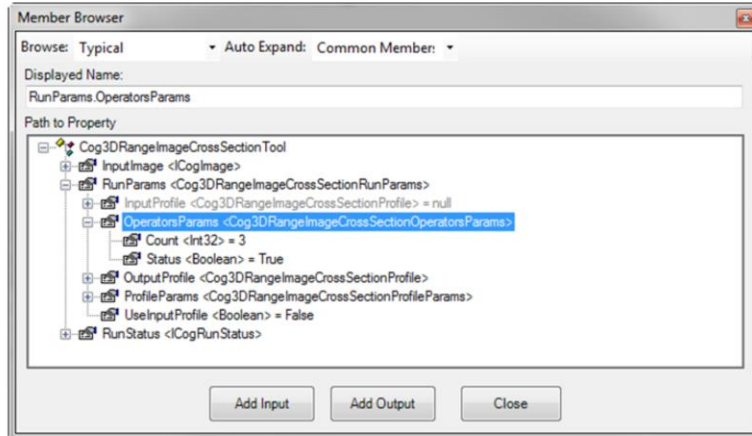 Member Browser
Browse: Typical Auto Expand: Common Member:
Displayed Name:
RunParams.OperatorsParams
Path to Property
Cog3DRangeImageCrossSectionTool
InputImage <ICogImage>
RunParams <Cog3DRangeImageCrossSectionRunParams>
InputProfile <Cog3DRangeImageCrossSectionProfile> = null
OperatorsParams <Cog3DRangeImageCrossSectionOperatorsParams>
Count <Int32> = 3
Status <Boolean> = True
OutputProfile <Cog3DRangeImageCrossSectionProfile>
ProfileParams <Cog3DRangeImageCrossSectionProfileParams>
UseInputProfile <Boolean> = False
RunStatus <ICogRunStatus>
Add Input Add Output Close